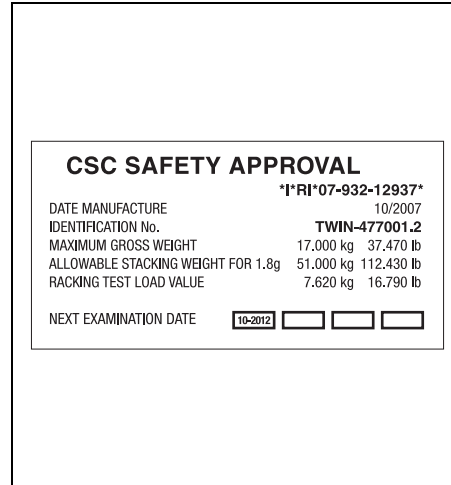 CSC SAFETY APPROVAL
*I*RI*07-932-12937*
DATE MANUFACTURE 10/2007
IDENTIFICATION No. TWIN-477001.2
MAXIMUM GROSS WEIGHT 17.000 kg 37.470 lb
ALLOWABLE STACKING WEIGHT FOR 1.8g 51.000 kg 112.430 lb
RACKING TEST LOAD VALUE 7.620 kg 16.790 lb
NEXT EXAMINATION DATE 10-2012